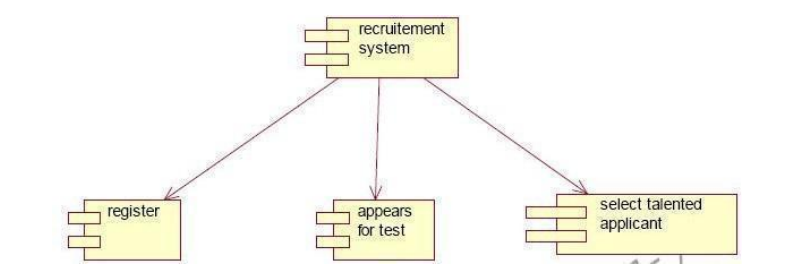 recruitement
system
register
appears
for test
select talented
applicant